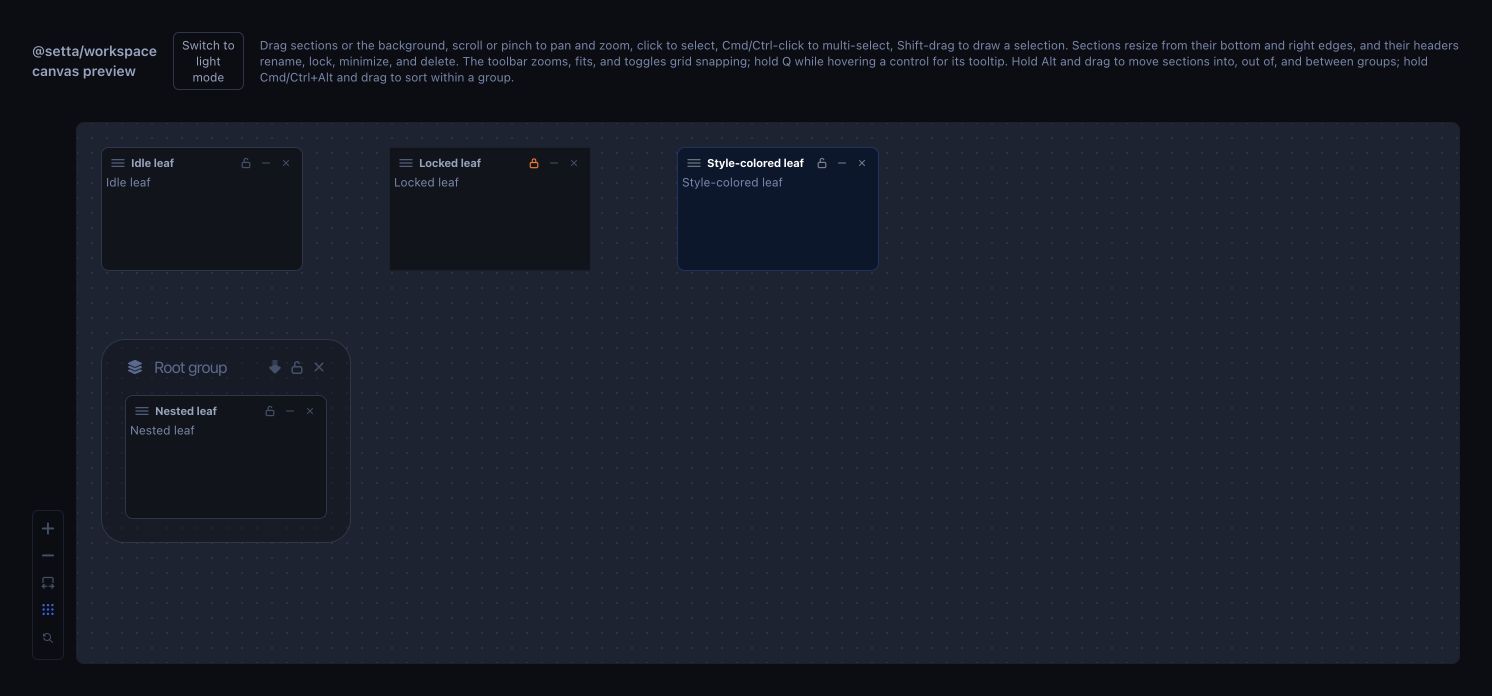 @setta/workspace
canvas preview
Switch to
light
mode
Drag sections or the background, scroll or pinch to pan and zoom, click to select, Cmd/Ctrl-click to multi-select, Shift-drag to draw a selection. Sections resize from their bottom and right edges, and their headers
rename, lock, minimize, and delete. The toolbar zooms, fits, and toggles grid snapping; hold Q while hovering a control for its tooltip. Hold Alt and drag to move sections into, out of, and between groups; hold
Cmd/Ctrl+Alt and drag to sort within a group.
Idle leaf
Idle leaf
Locked leaf
Locked leaf
Style-colored leaf
Style-colored leaf
Root group
Nested leaf
Nested leaf